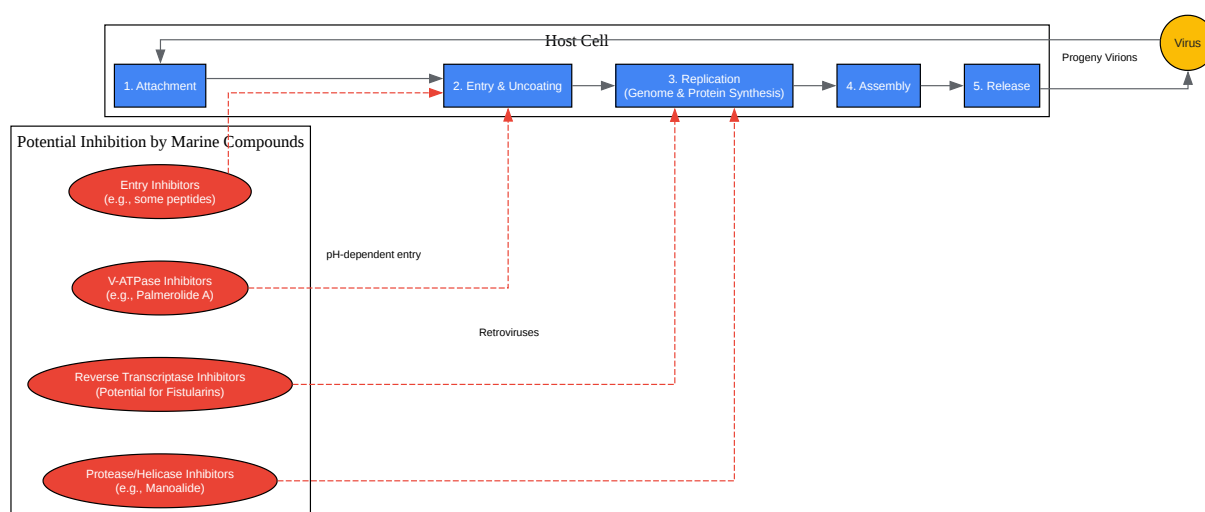 Host Cell
Virus
Progeny Virions
1. Attachment
2. Entry & Uncoating
3. Replication
(Genome & Protein Synthesis)
4. Assembly
5. Release
Potential Inhibition by Marine Compounds
Entry Inhibitors
(e.g., some peptides)
pH-dependent entry
V-ATPase Inhibitors
(e.g., Palmerolide A)
Retroviruses
Reverse Transcriptase Inhibitors
(Potential for Fistularins)
Protease/Helicase Inhibitors
(e.g., Manoalide)